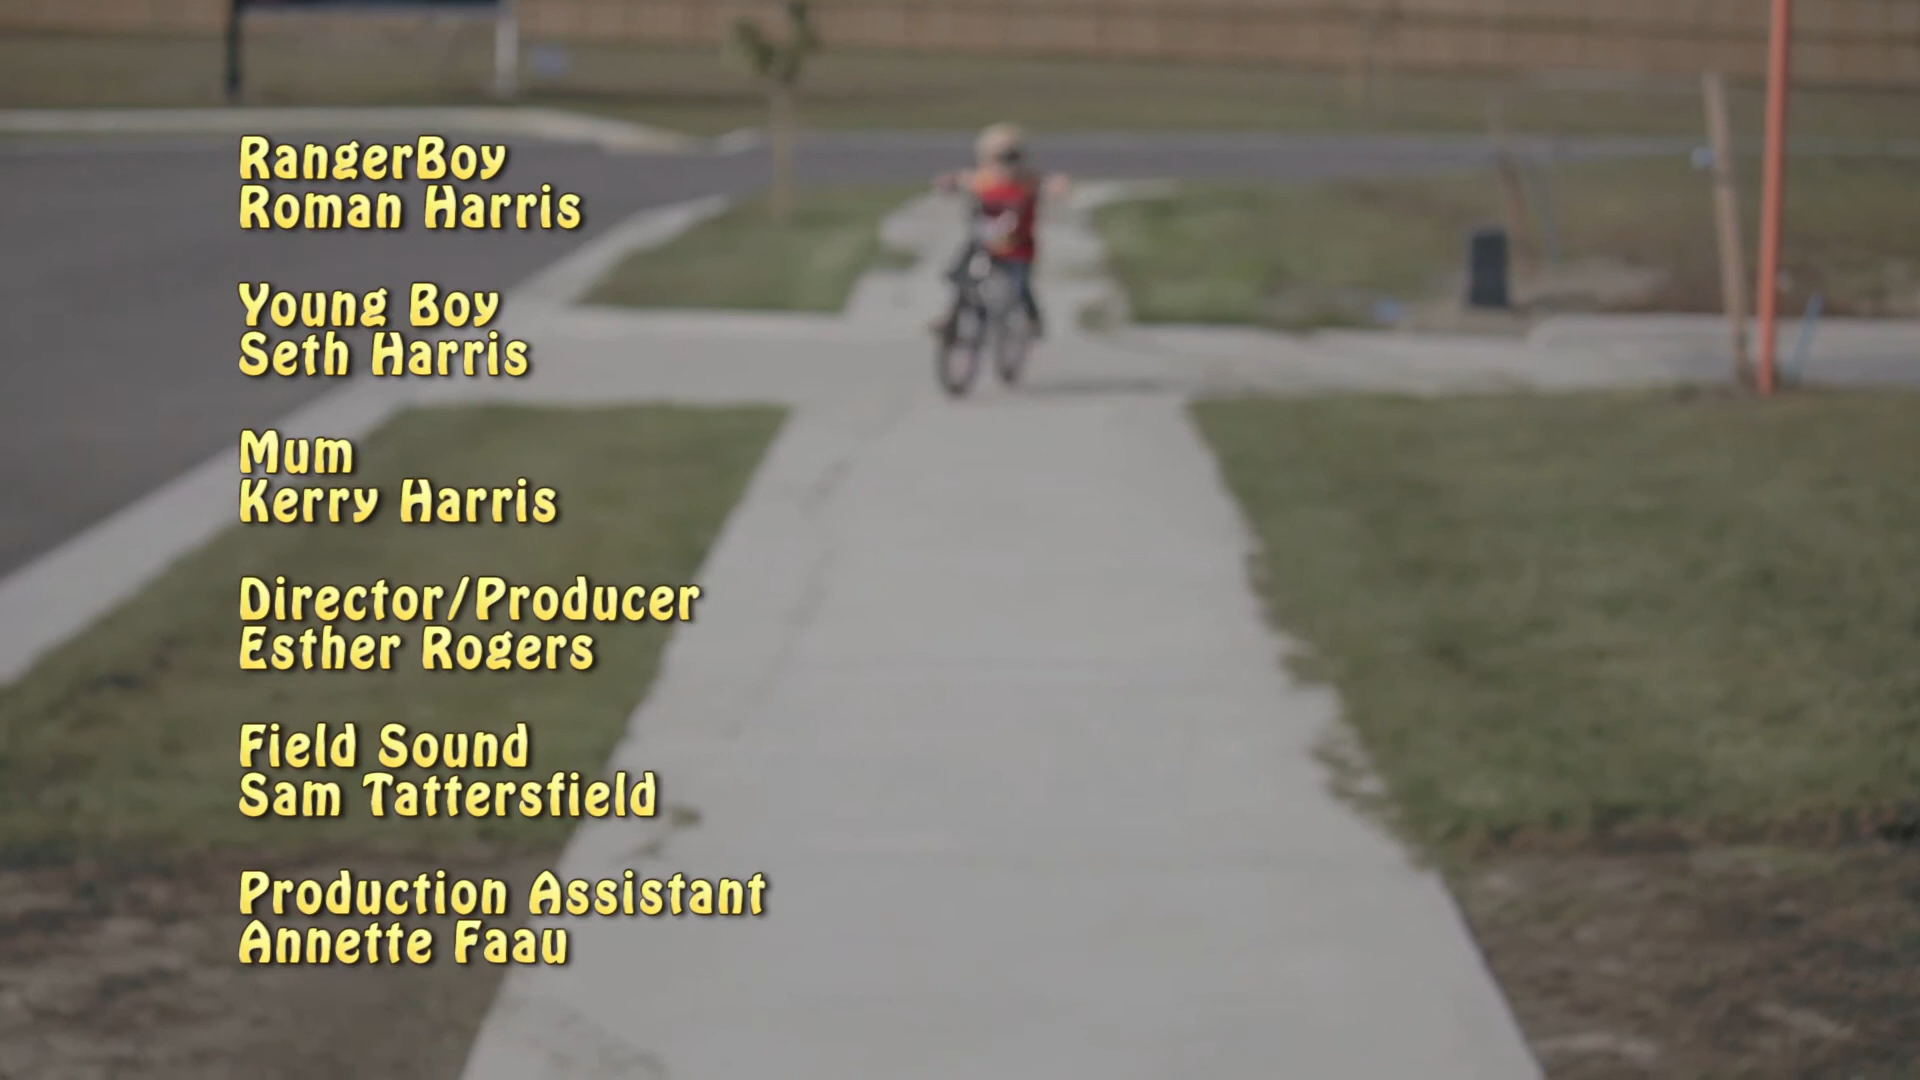 RangerBoy
Roman Harris
Young Boy
Seth Harris
Mum
Kerry Harris
Director/Producer
Esther Rogers
Field Sound
Sam Tattersfield
Production Assistant
Annette Faau